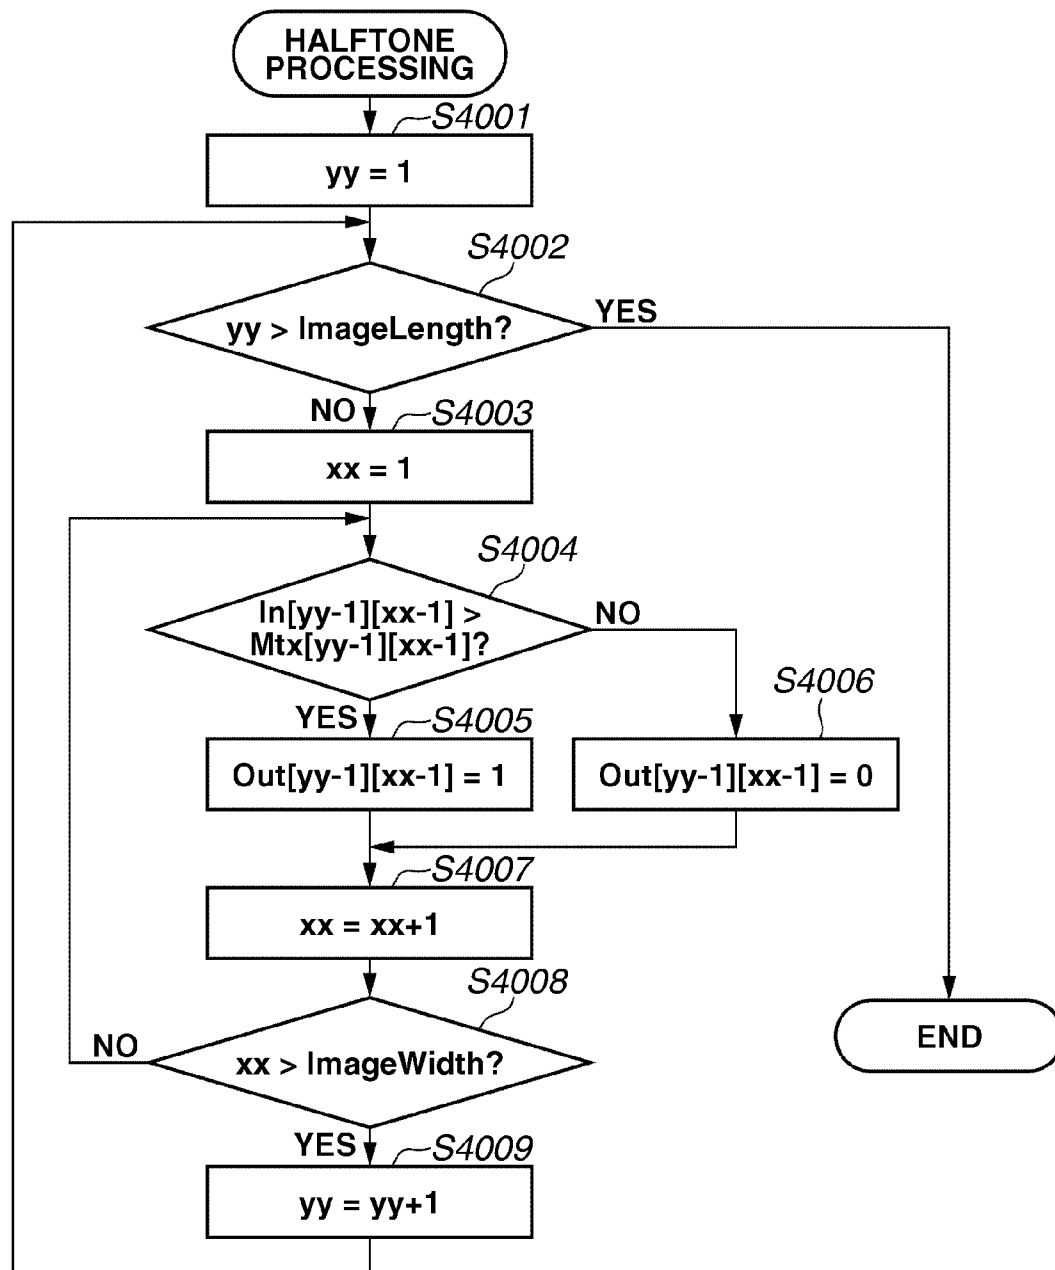 HALFTONE
PROCESSING
S4001
yy = 1
S4002
yy > ImageLength?
YES
NO
S4003
xx = 1
S4004
In[yy-1][xx-1] >
Mtx[yy-1][xx-1]?
NO
YES
S4005
S4006
Out[yy-1][xx-1] = 1
Out[yy-1][xx-1] = 0
S4007
xx = xx+1
S4008
xx > ImageWidth?
NO
END
YES
S4009
yy = yy+1